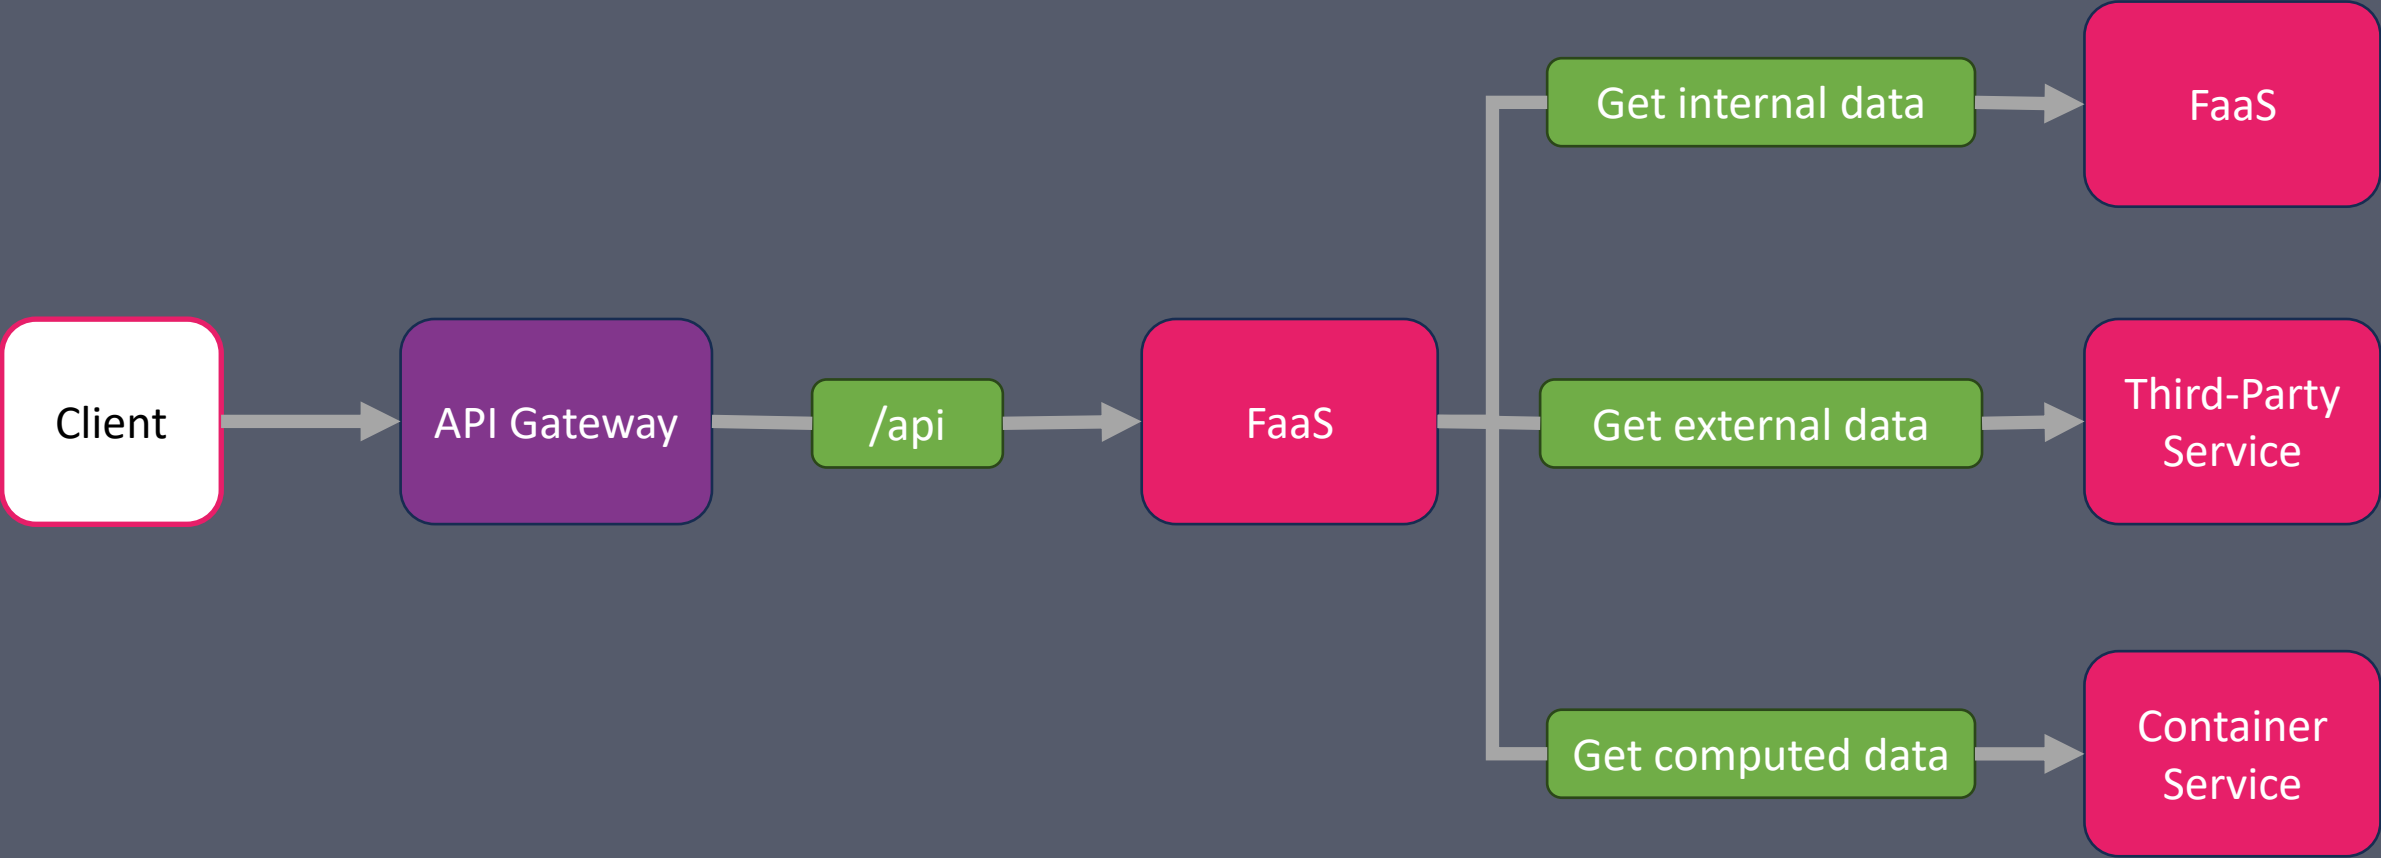 Get internal data
FaaS
Client
API Gateway
/api
FaaS
Get external data
Third-Party
Service
Get computed data
Container
Service